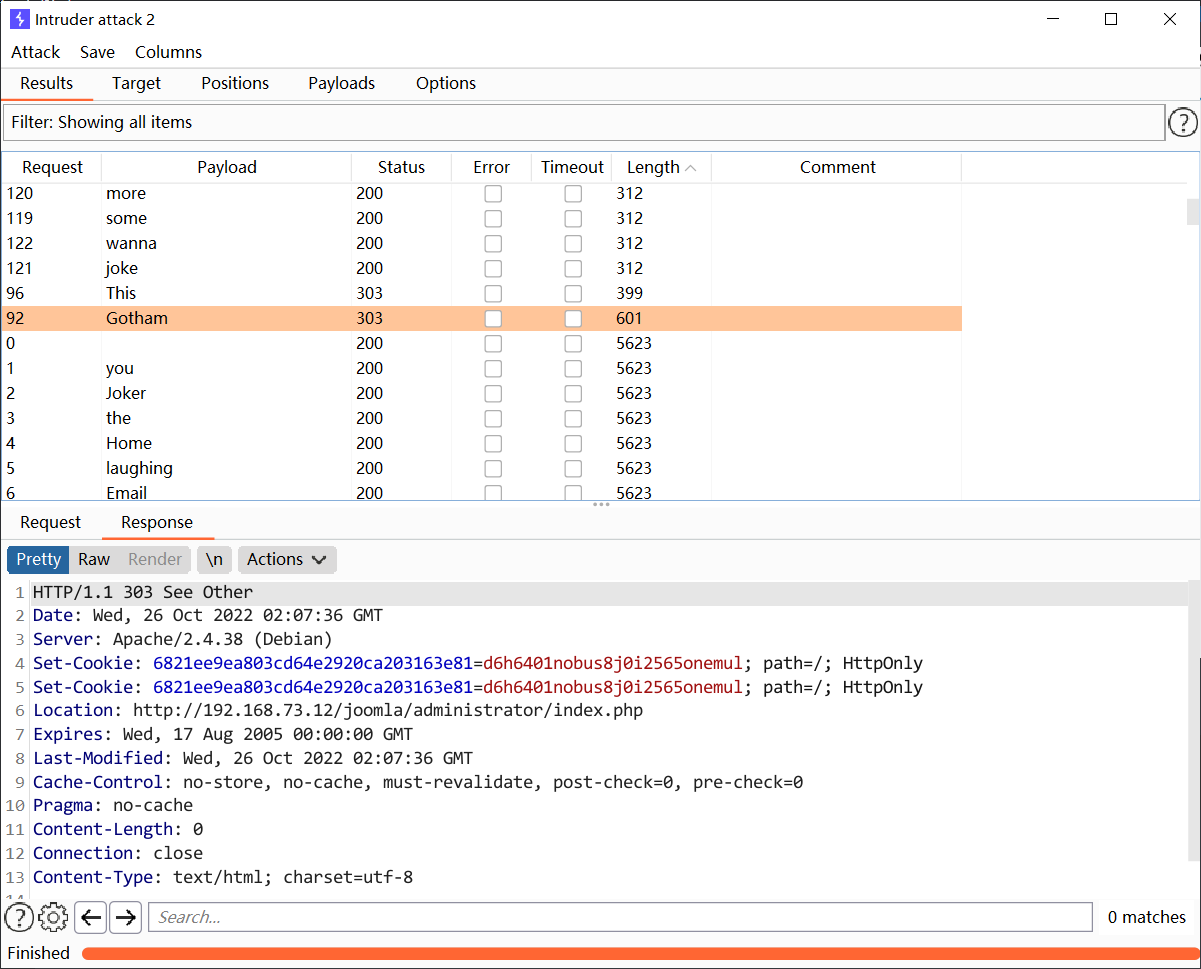 Intruder attack 2
Attack Save Columns
Results Target Positions Payloads Options
Filter: Showing all items
?
Request Payload Status Error Timeout Length Comment
120 more 200 312
119 some 200 312
122 wanna 200 312
121 joke 200 312
96 This 303 399
92 Gotham 303 601
0 200 5623
1 you 200 5623
2 Joker 200 5623
3 the 200 5623
4 Home 200 5623
5 laughing 200 5623
6 Email 200 5623
Request Response
Pretty Raw Render \n Actions
1 HTTP/1.1 303 See Other
2 Date: Wed, 26 Oct 2022 02:07:36 GMT
3 Server: Apache/2.4.38 (Debian)
4 Set-Cookie: 6821ee9ea803cd64e2920ca203163e81=d6h6401nobus8j0i2565onemul; path=/; HttpOnly
5 Set-Cookie: 6821ee9ea803cd64e2920ca203163e81=d6h6401nobus8j0i2565onemul; path=/; HttpOnly
6 Location: http://192.168.73.12/joomla/administrator/index.php
7 Expires: Wed, 17 Aug 2005 00:00:00 GMT
8 Last-Modified: Wed, 26 Oct 2022 02:07:36 GMT
9 Cache-Control: no-store, no-cache, must-revalidate, post-check=0, pre-check=0
10 Pragma: no-cache
11 Content-Length: 0
12 Connection: close
13 Content-Type: text/html; charset=utf-8
14
? Search... 0 matches
Finished